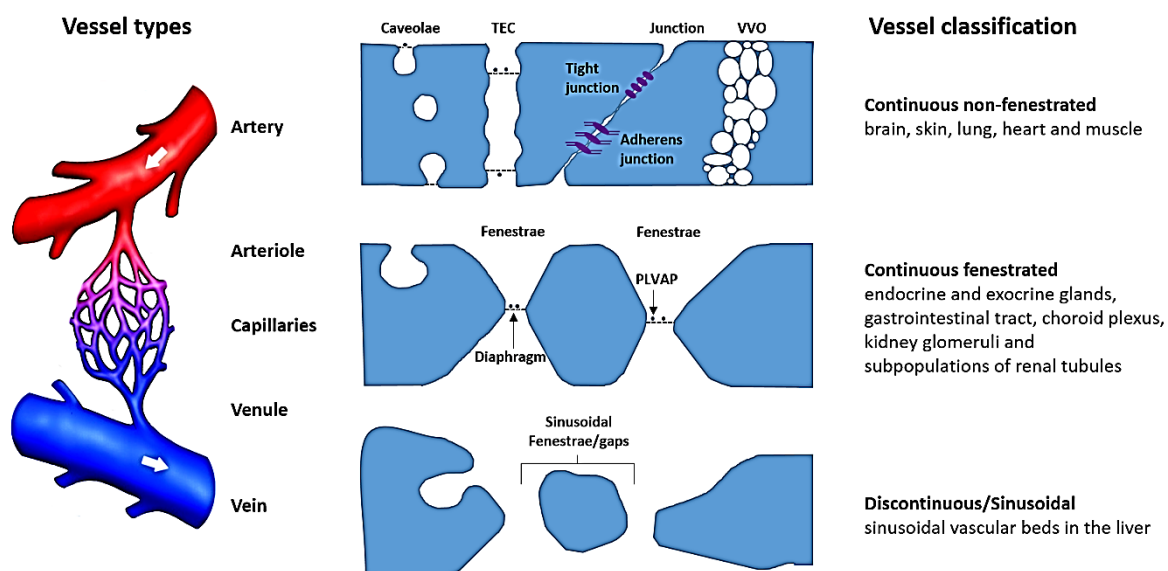 Vessel types
Artery
Arteriole
Capillaries
Venule
Vein
Caveolae
TEC
Junction
VVO
Tight
junction
Adherens
junction
Fenestrae
Fenestrae
PLVAP
Diaphragm
Sinusoidal
Fenestrae/gaps
Vessel classification
Continuous non-fenestrated
brain, skin, lung, heart and muscle
Continuous fenestrated
endocrine and exocrine glands,
gastrointestinal tract, choroid plexus,
kidney glomeruli and
subpopulations of renal tubules
Discontinuous/Sinusoidal
sinusoidal vascular beds in the liver